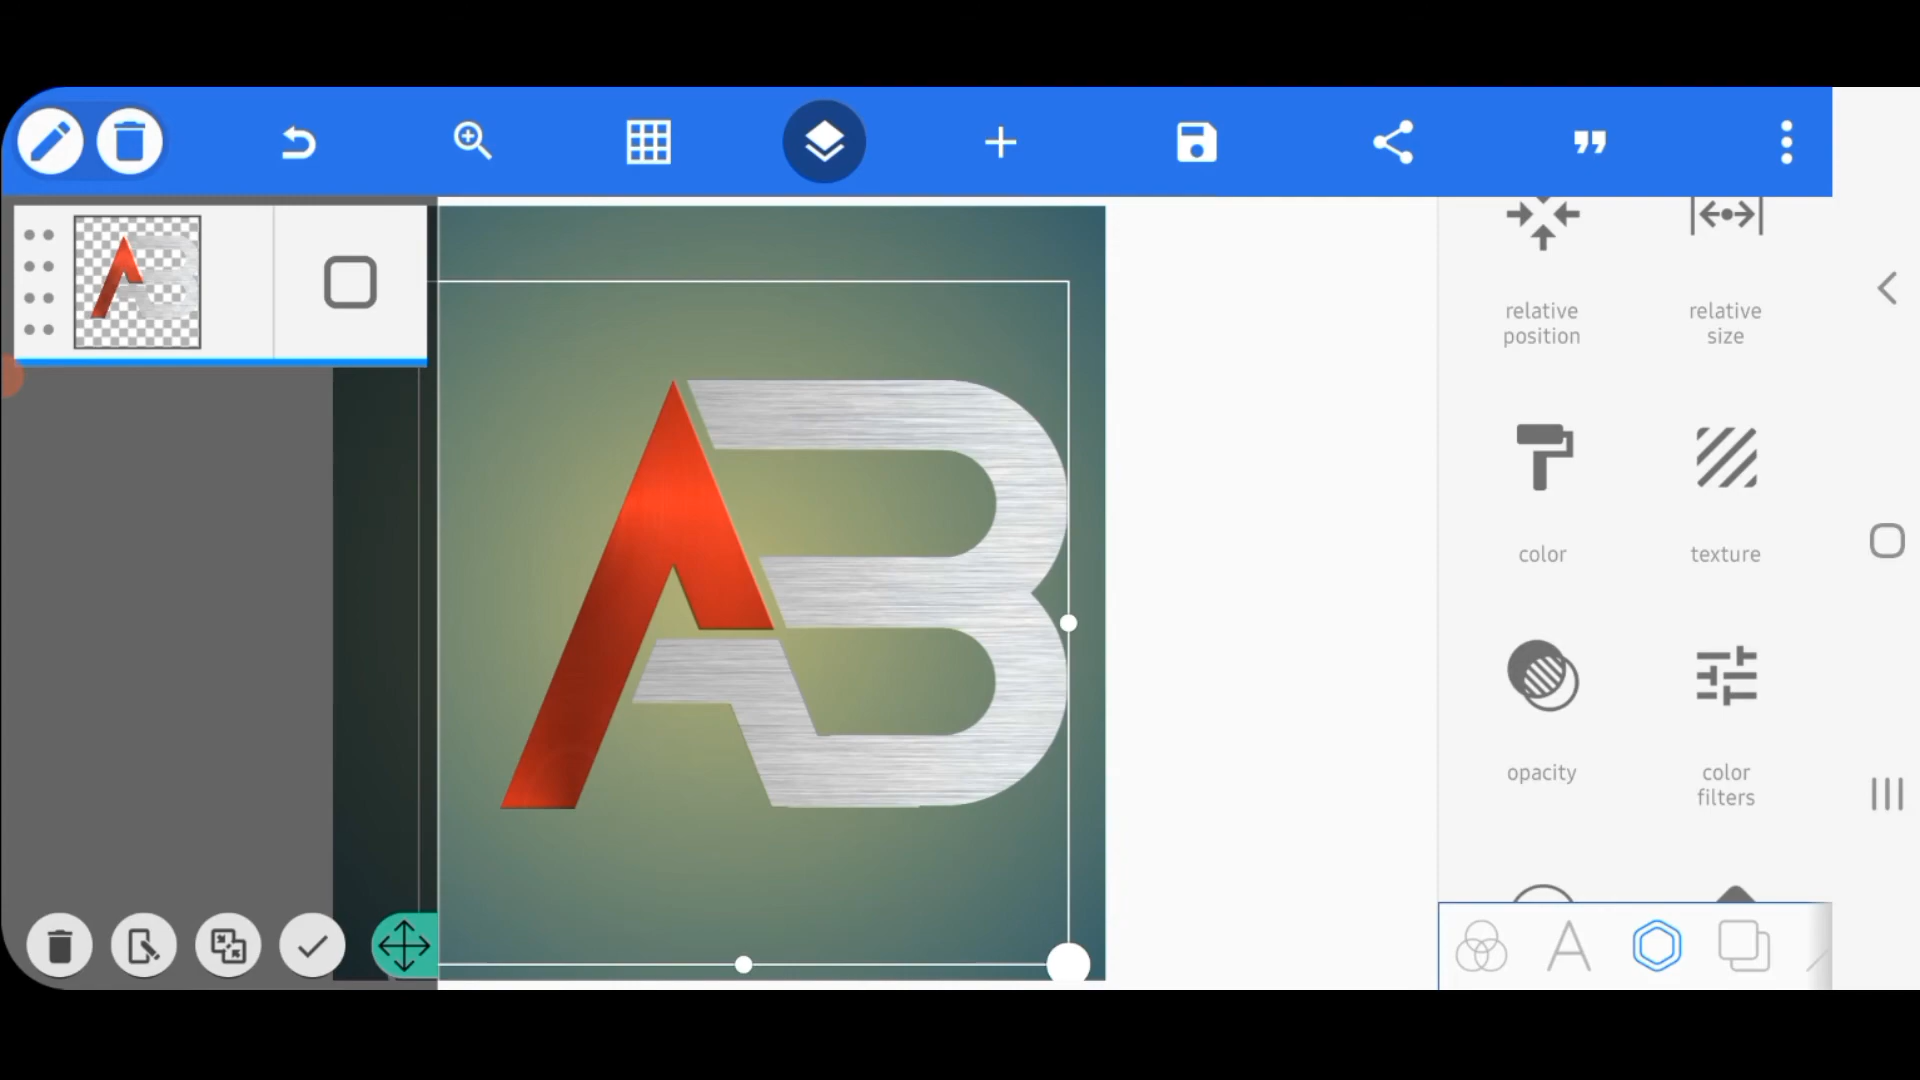 relative
position
relative
size
AB
color
texture
opacity
color
filters